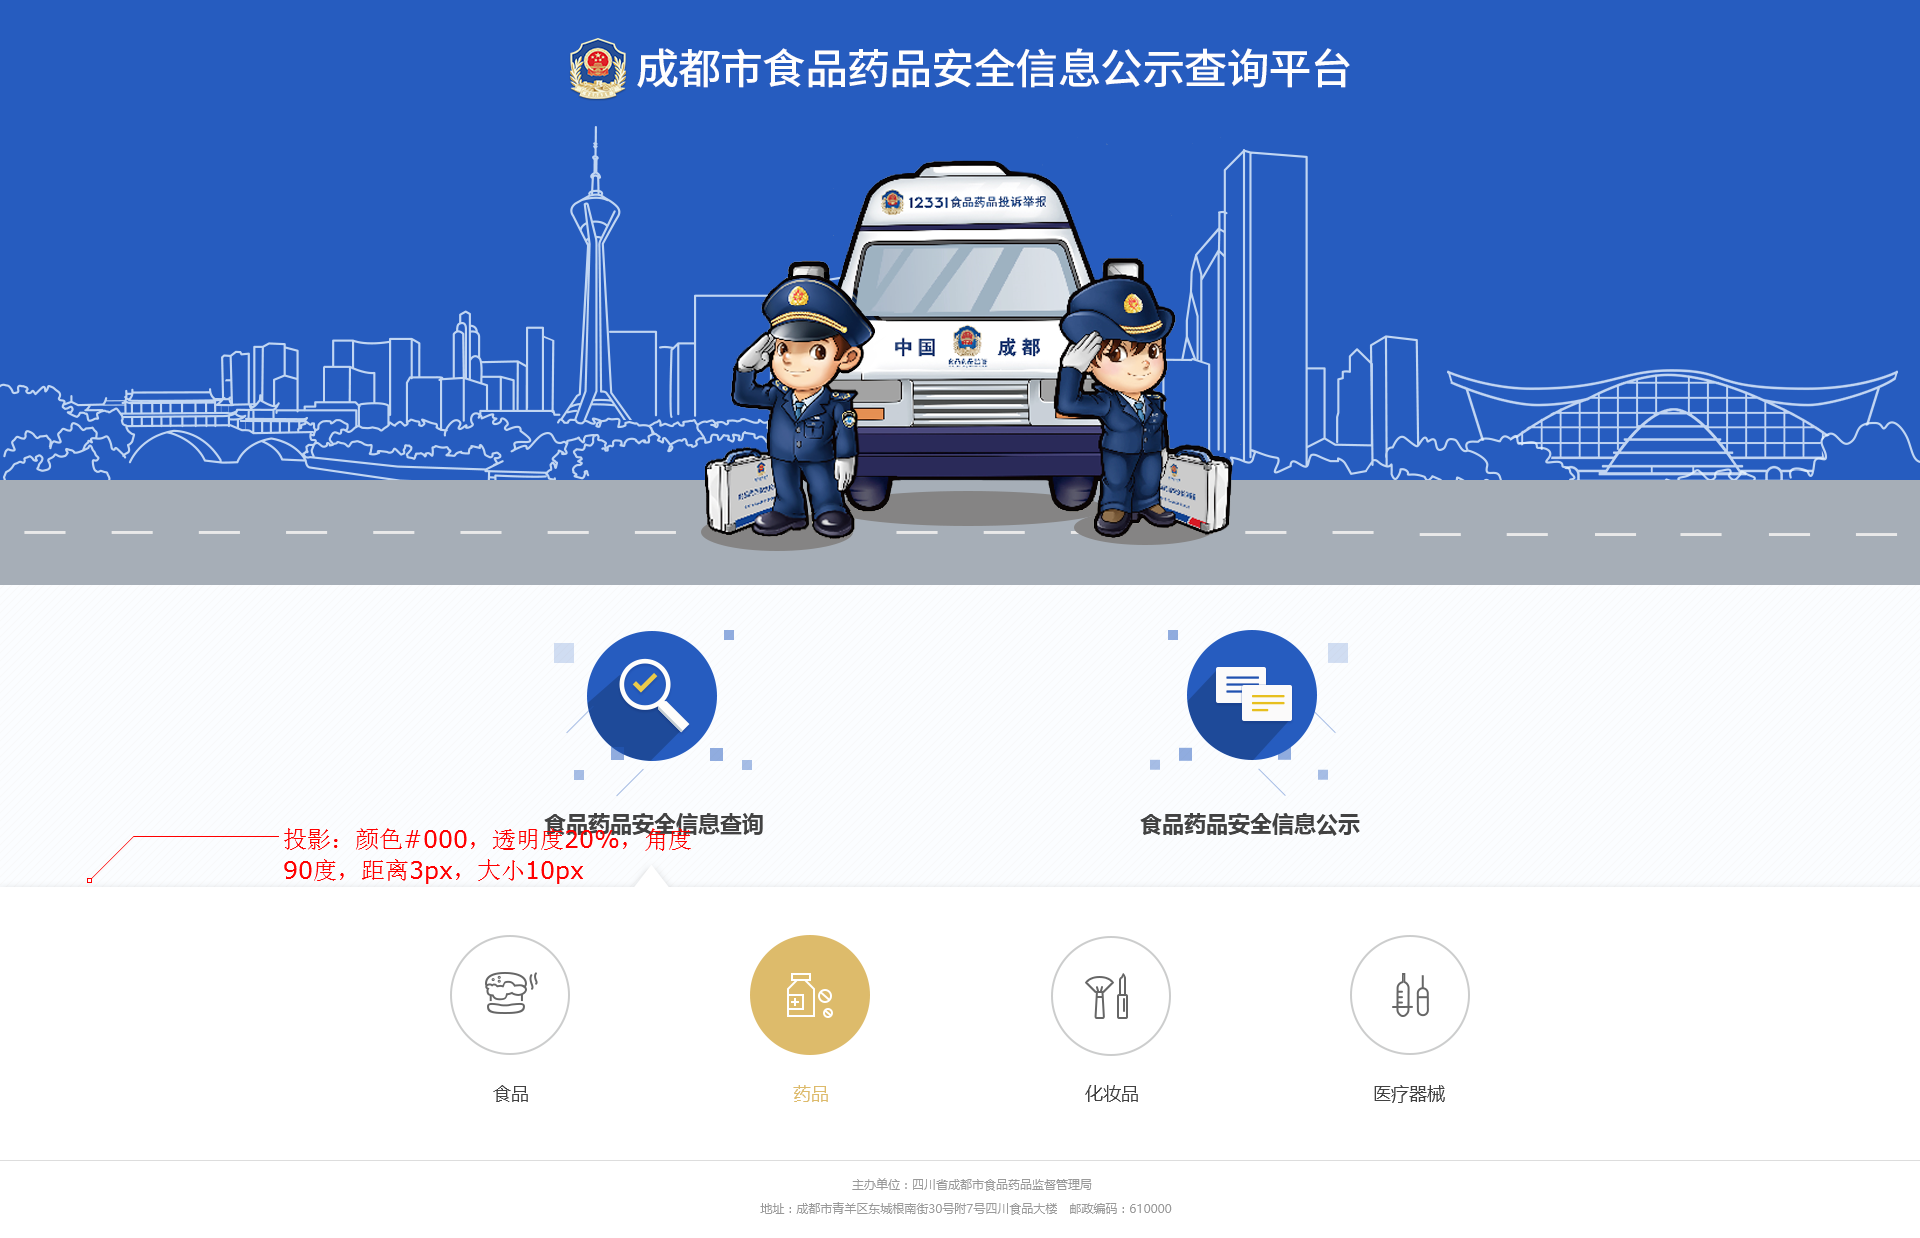 成都市食品药品安全信息公示查询平台
12331食品药品投诉举报
中国 成都
食品药品安全信息查询
食品药品安全信息公示
投影：颜色#000，透明度20%，角度
90度，距离3px，大小10px
食品
药品
化妆品
医疗器械
主办单位：四川省成都市食品药品监督管理局
地址：成都市青羊区东城根南街30号附7号四川食品大楼 邮政编码：610000